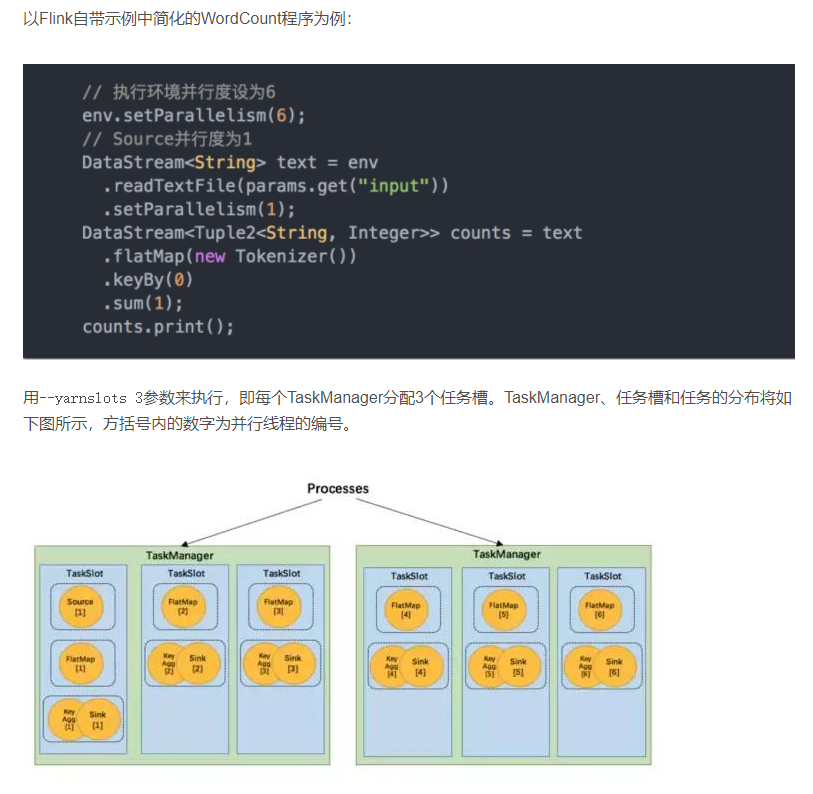 以Flink自带示例中简化的WordCount程序为例：
// 执行环境并行度设为6
env.setParallelism(6);
// Source并行度为1
DataStream<String> text = env
.readTextFile(params.get("input"))
.setParallelism(1);
DataStream<Tuple2<String, Integer>> counts = text
.flatMap(new Tokenizer())
.keyBy(0)
.sum(1);
counts.print();
用--yarnslots 3参数来执行，即每个TaskManager分配3个任务槽。TaskManager、任务槽和任务的分布将如
下图所示，方括号内的数字为并行线程的编号。
Processes
TaskManager
TaskSlot
Source
[1]
FlatMap
[1]
Key
Agg
[1]
Sink
[1]
TaskSlot
FlatMap
[2]
Key
Agg
[2]
Sink
[2]
TaskSlot
FlatMap
[3]
Key
Agg
[3]
Sink
[3]
TaskManager
TaskSlot
FlatMap
[4]
Key
Agg
[4]
Sink
[4]
TaskSlot
FlatMap
[5]
Key
Agg
[5]
Sink
[5]
TaskSlot
FlatMap
[6]
Key
Agg
[6]
Sink
[6]